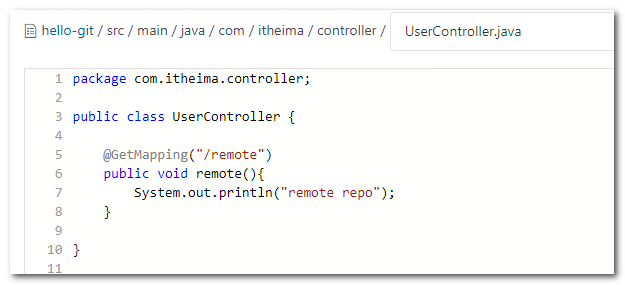 hello-git / src / main / java / com / itheima / controller / UserController.java
1 package com.itheima.controller;
2
3 public class UserController {
4
5     @GetMapping("/remote")
6     public void remote(){
7         System.out.println("remote repo");
8     }
9
10 }
11